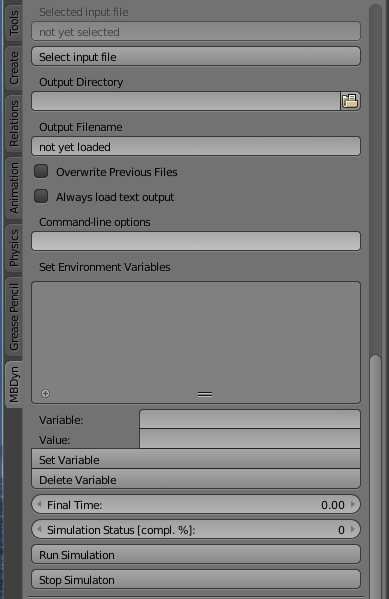 Tools
Create
Relations
Animation
Physics
Grease Pencil
MBDyn
Selected input file
not yet selected
Select input file
Output Directory
Output Filename
not yet loaded
Overwrite Previous Files
Always load text output
Command-line options
Set Environment Variables
Variable:
Value:
Set Variable
Delete Variable
Final Time: 0.00
Simulation Status [compl. %]: 0
Run Simulation
Stop Simulaton